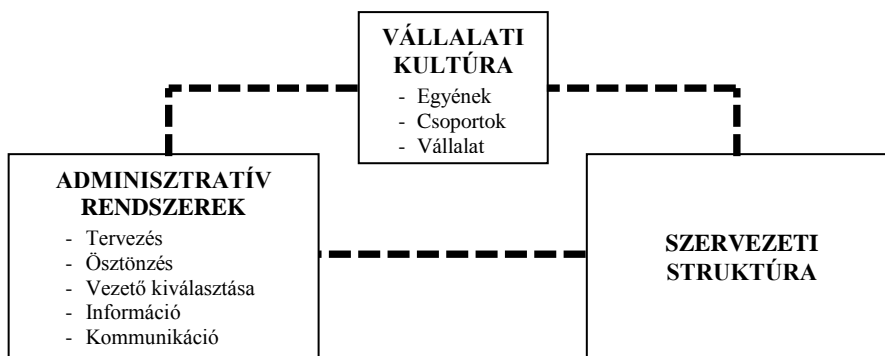 VÁLLALATI
KULTÚRA
- Egyének
- Csoportok
- Vállalat
ADMINISZTRATÍV
RENDSZEREK
- Tervezés
- Ösztönzés
- Vezető kiválasztása
- Információ
- Kommunikáció
SZERVEZETI
STRUKTÚRA